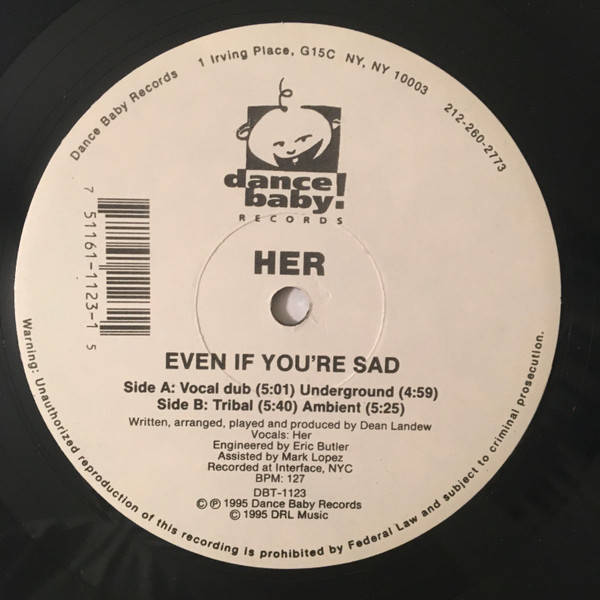 Dance Baby Records 1 Irving Place, G15C NY, NY 10003 212-260-2773
dance!
baby!
RECORDS
7 51161-1123-1 5
HER
EVEN IF YOU'RE SAD
Side A: Vocal dub (5:01) Underground (4:59)
Side B: Tribal (5:40) Ambient (5:25)
Written, arranged, played and produced by Dean Landew
Vocals: Her
Engineered by Eric Butler
Assisted by Mark Lopez
Recorded at Interface, NYC
BPM: 127
DBT-1123
© ℗ 1995 Dance Baby Records
© 1995 DRL Music
Warning: Unauthorized reproduction of this recording is prohibited by Federal Law and subject to criminal prosecution.